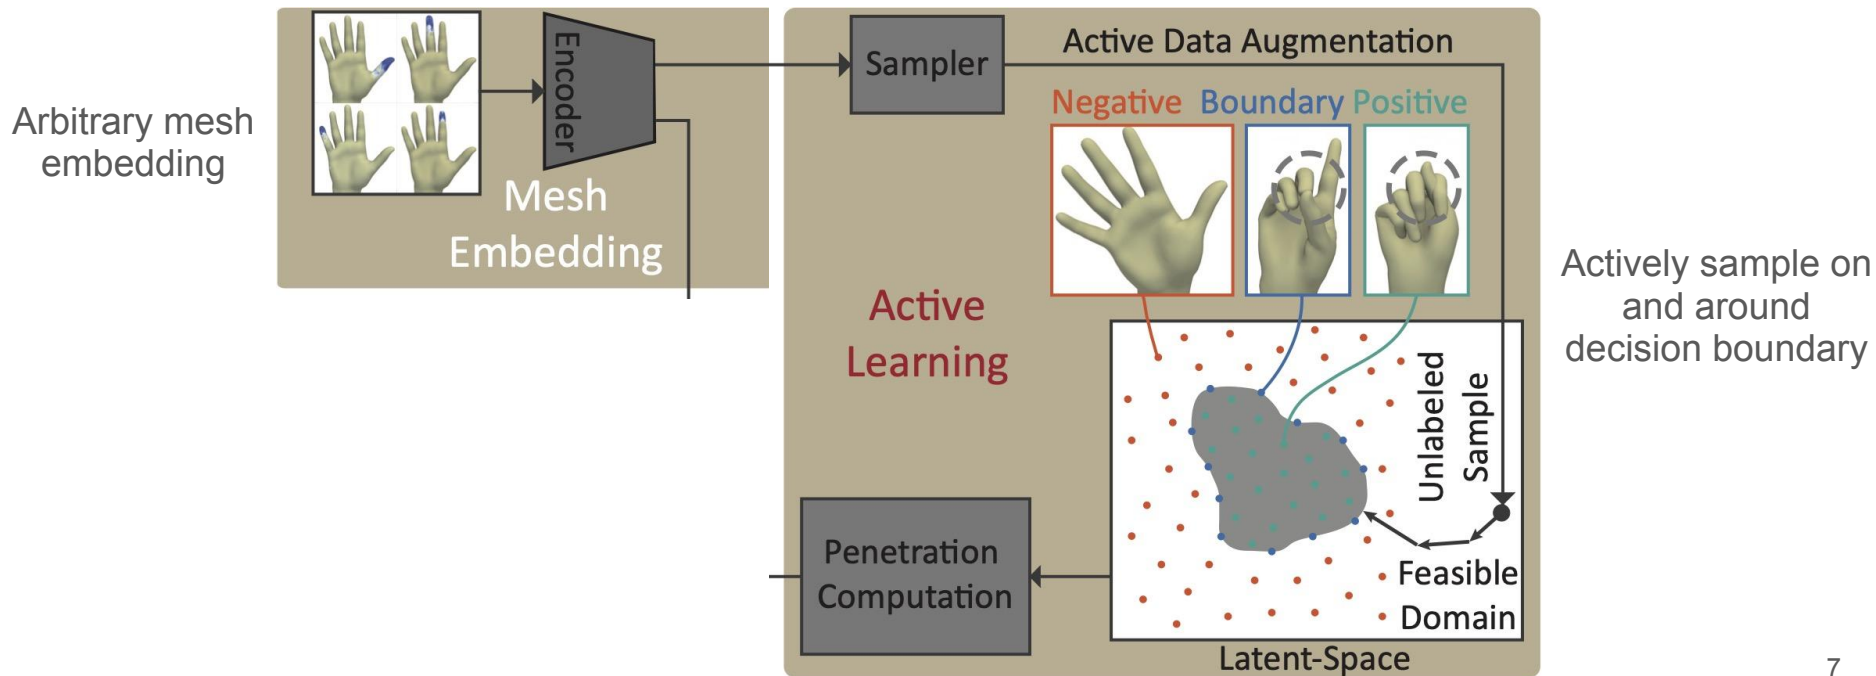 Arbitrary mesh
embedding
Encoder
Mesh
Embedding
Sampler
Active Data Augmentation
Negative Boundary Positive
Active
Learning
Unlabeled
Sample
Feasible
Domain
Penetration
Computation
Latent-Space
Actively sample on
and around
decision boundary
7